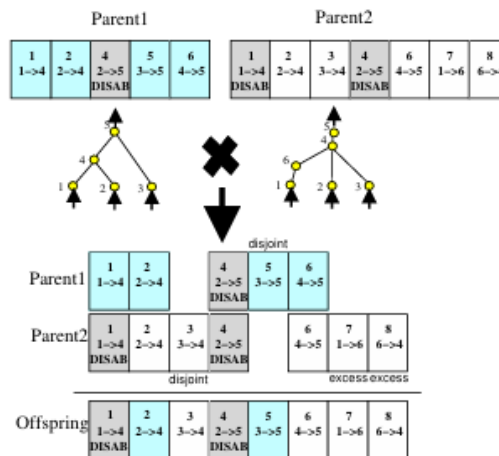 Parent1 Parent2
1 2 4 5 6 1 2 3 4 6 7 8
1->4 2->4 2->5 3->5 4->5 1->4 2->4 3->4 2->5 4->5 1->6 6->4
DISAB DISAB DISAB
5 5
4 4
6
1 2 3 1 2 3
disjoint
Parent1 1 2 4 5 6
1->4 2->4 2->5 3->5 4->5
DISAB
Parent2 1 2 3 4 6 7 8
1->4 2->4 3->4 2->5 4->5 1->6 6->4
DISAB DISAB
disjoint excess excess
Offspring 1 2 3 4 5 6 7 8
1->4 2->4 3->4 2->5 3->5 4->5 1->6 6->4
DISAB DISAB